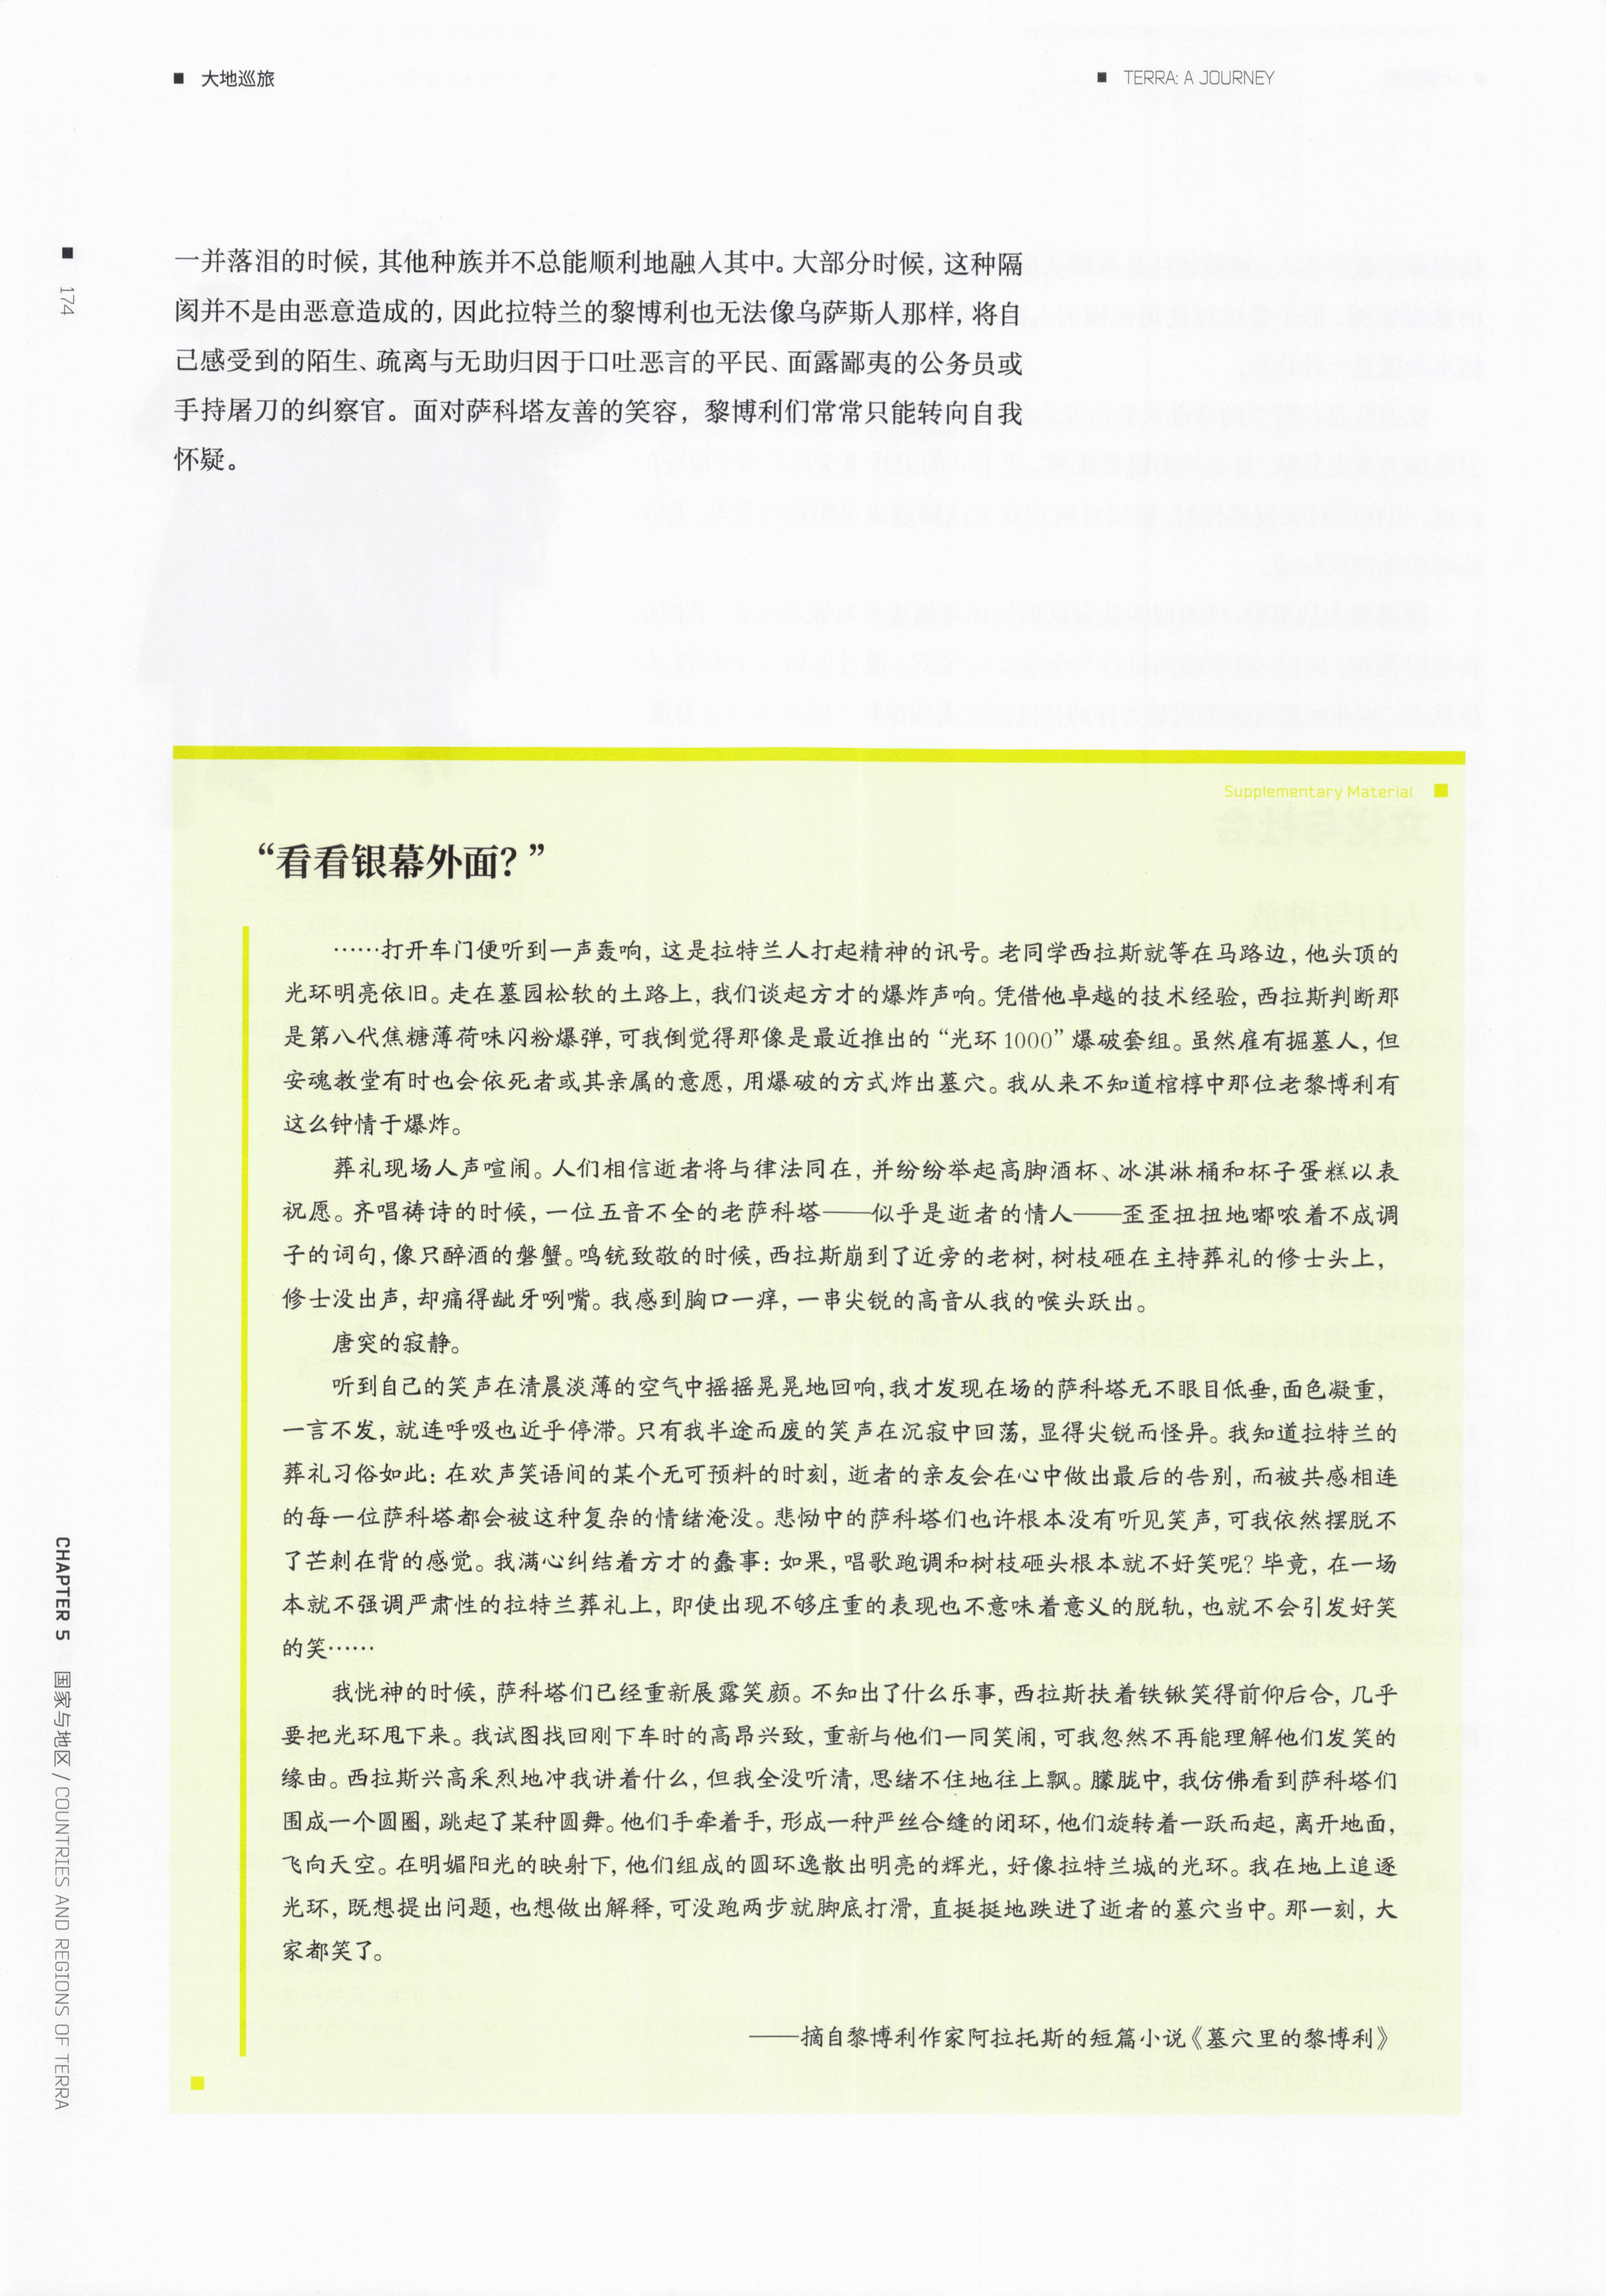 大地巡旅
TERRA: A JOURNEY
174
一并落泪的时候，其他种族并不总能顺利地融入其中。大部分时候，这种隔
阂并不是由恶意造成的，因此拉特兰的黎博利也无法像乌萨斯人那样，将自
己感受到的陌生、疏离与无助归因于口吐恶言的平民、面露鄙夷的公务员或
手持屠刀的纠察官。面对萨科塔友善的笑容，黎博利们常常只能转向自我
怀疑。
Supplementary Material
“看看银幕外面？”
……打开车门便听到一声轰响，这是拉特兰人打起精神的讯号。老同学西拉斯就等在马路边，他头顶的
光环明亮依旧。走在墓园松软的土路上，我们谈起方才的爆炸声响。凭借他卓越的技术经验，西拉斯判断那
是第八代焦糖薄荷味闪粉爆弹，可我倒觉得那像是最近推出的“光环1000”爆破套组。虽然雇有掘墓人，但
安魂教堂有时也会依死者或其亲属的意愿，用爆破的方式炸出墓穴。我从来不知道棺椁中那位老黎博利有
这么钟情于爆炸。
葬礼现场人声喧闹。人们相信逝者将与律法同在，并纷纷举起高脚酒杯、冰淇淋桶和杯子蛋糕以表
祝愿。齐唱祷诗的时候，一位五音不全的老萨科塔——似乎是逝者的情人——歪歪扭扭地嘟哝着不成调
子的词句，像只醉酒的磐蟹。鸣铳致敬的时候，西拉斯崩到了近旁的老树，树枝砸在主持葬礼的修士头上，
修士没出声，却痛得龇牙咧嘴。我感到胸口一痒，一串尖锐的高音从我的喉头跃出。
唐突的寂静。
听到自己的笑声在清晨淡薄的空气中摇摇晃晃地回响，我才发现在场的萨科塔无不眼目低垂，面色凝重，
一言不发，就连呼吸也近乎停滞。只有我半途而废的笑声在沉寂中回荡，显得尖锐而怪异。我知道拉特兰的
葬礼习俗如此：在欢声笑语间的某个无可预料的时刻，逝者的亲友会在心中做出最后的告别，而被共感相连
的每一位萨科塔都会被这种复杂的情绪淹没。悲恸中的萨科塔们也许根本没有听见笑声，可我依然摆脱不
了芒刺在背的感觉。我满心纠结着方才的蠢事：如果，唱歌跑调和树枝砸头根本就不好笑呢？毕竟，在一场
本就不强调严肃性的拉特兰葬礼上，即使出现不够庄重的表现也不意味着意义的脱轨，也就不会引发好笑
的笑……
我恍神的时候，萨科塔们已经重新展露笑颜。不知出了什么乐事，西拉斯扶着铁锹笑得前仰后合，几乎
要把光环甩下来。我试图找回刚下车时的高昂兴致，重新与他们一同笑闹，可我忽然不再能理解他们发笑的
缘由。西拉斯兴高采烈地冲我讲着什么，但我全没听清，思绪不住地往上飘。朦胧中，我仿佛看到萨科塔们
围成一个圆圈，跳起了某种圆舞。他们手牵着手，形成一种严丝合缝的闭环，他们旋转着一跃而起，离开地面，
飞向天空。在明媚阳光的映射下，他们组成的圆环逸散出明亮的辉光，好像拉特兰城的光环。我在地上追逐
光环，既想提出问题，也想做出解释，可没跑两步就脚底打滑，直挺挺地跌进了逝者的墓穴当中。那一刻，大
家都笑了。
——摘自黎博利作家阿拉托斯的短篇小说《墓穴里的黎博利》
CHAPTER 5 国家与地区 / COUNTRIES AND REGIONS OF TERRA